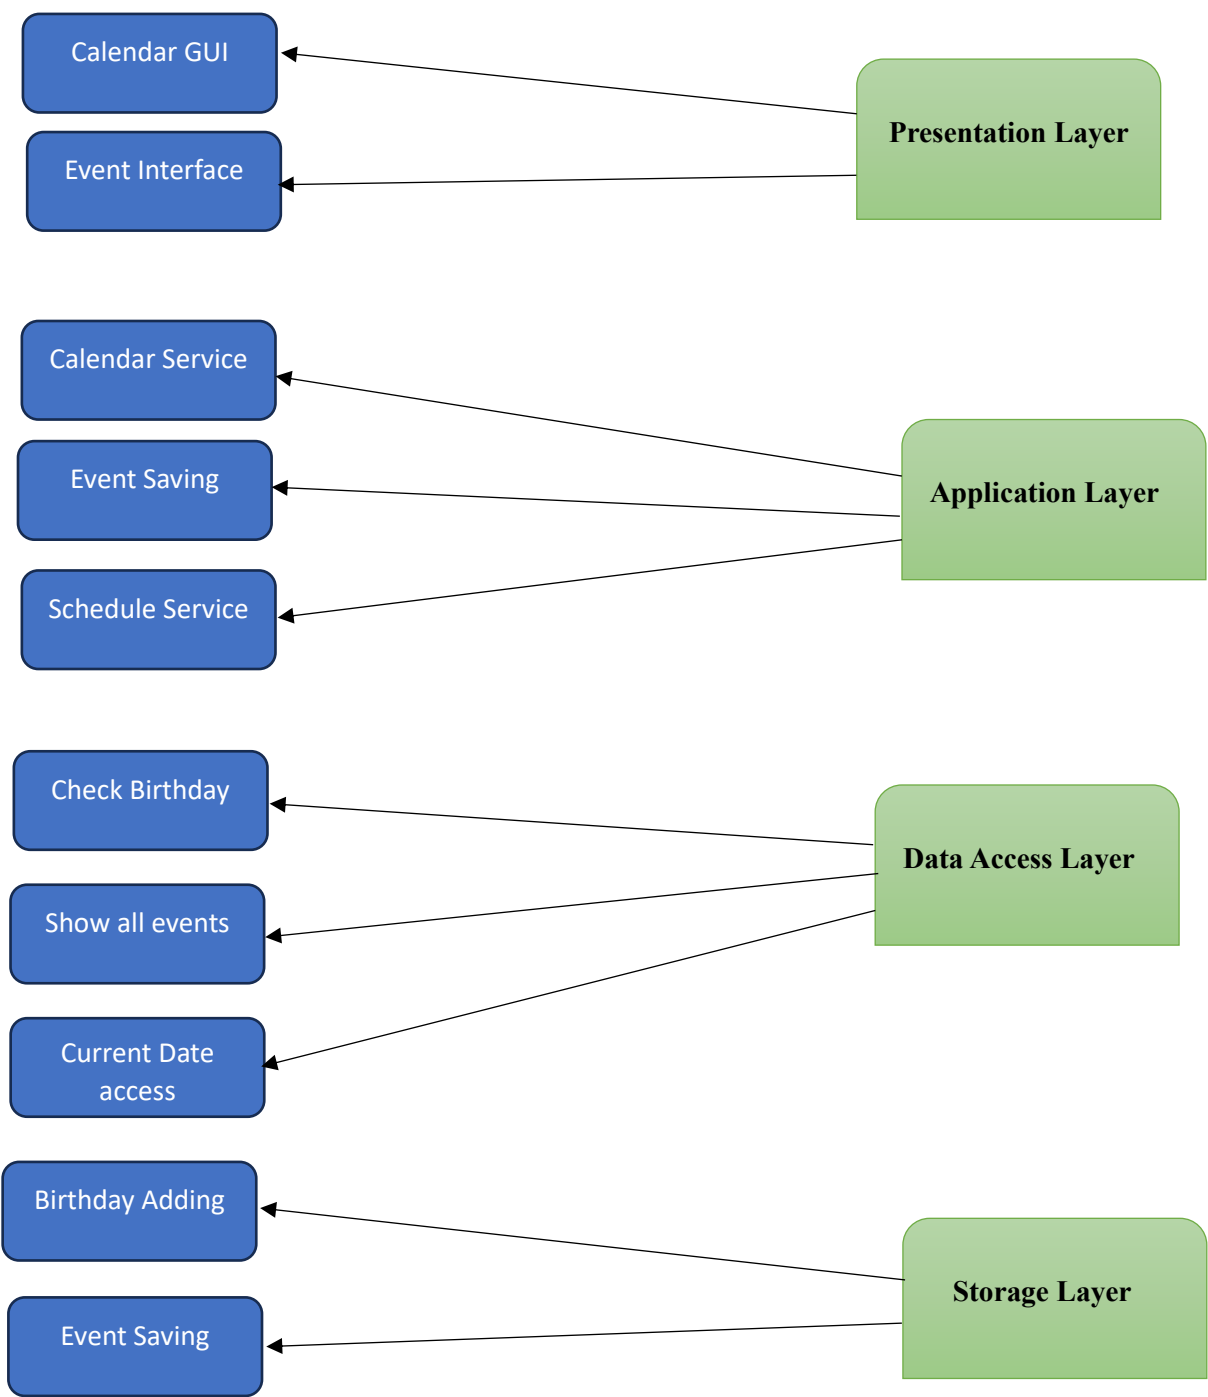 Calendar GUI
Presentation Layer
Event Interface
Calendar Service
Event Saving
Application Layer
Schedule Service
Check Birthday
Data Access Layer
Show all events
Current Date
access
Birthday Adding
Storage Layer
Event Saving